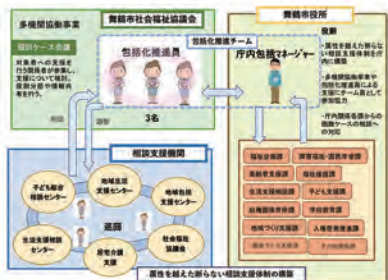 多機関協働事業
個別ケース会議
対象者への支援を
行う関係者が参集し、
支援について検討、
役割分担や情報共
有を行う。
舞鶴市社会福祉協議会
包括化推進員
3名
包括化推進チーム
舞鶴市役所
庁内包括マネージャー
役割
・属性を超えた断らない相談支援体制を庁内に構築
・多機関協働事業や包括化推進員による支援にチーム員として参加協力
・庁内関係各課からの困難ケースの相談への対応
福祉企画課
障害福祉・国民年金課
高齢者支援課
福祉援護課
生活支援相談課
子ども支援課
幼稚園保育所課
学校教育課
地域づくり支援課
人権啓発推進課
相談支援機関
子ども総合
相談センター
地域生活
支援センター
地域包括
支援センター
巡回
生活支援相談
センター
居宅介護
支援
社会福祉
協議会
属性を超えた断らない相談支援体制の構築